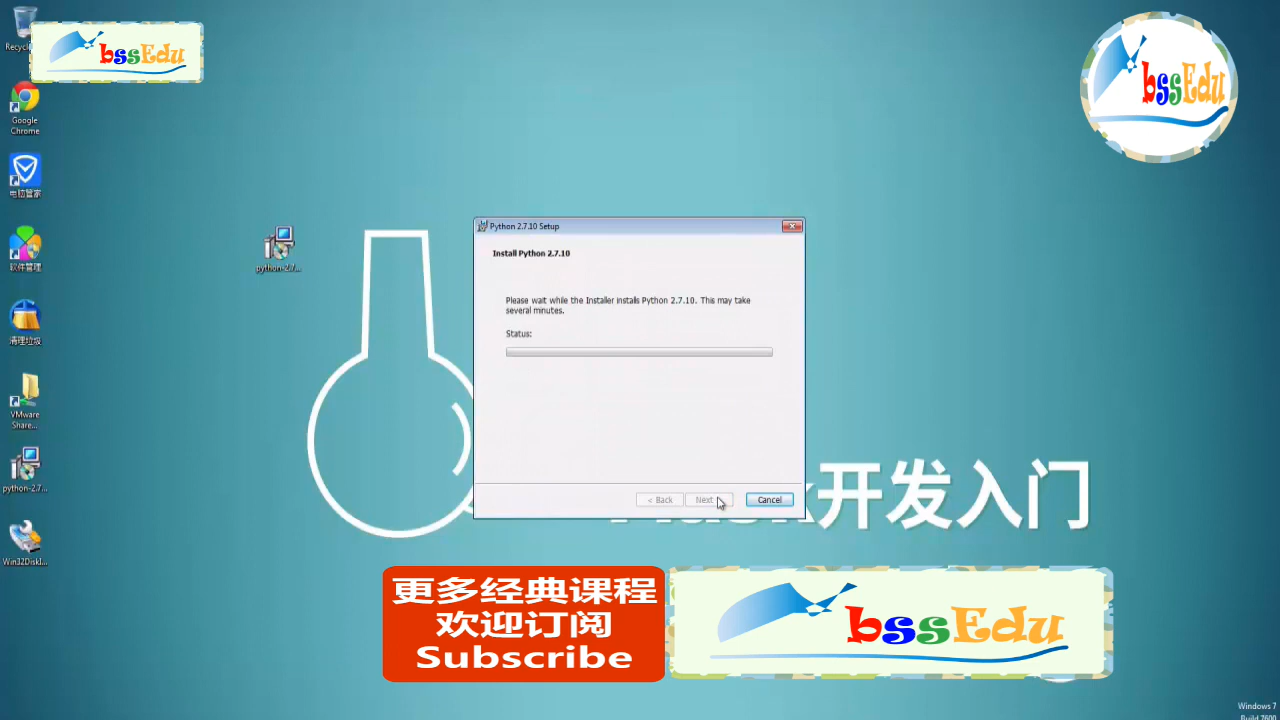 bssEdu
bssEdu
Google
Chrome
电脑管家
软件管理
python-2.7...
清理垃圾
VMware
Share...
python-2.7...
Win32DiskI...
Python 2.7.10 Setup
Install Python 2.7.10
Please wait while the Installer installs Python 2.7.10. This may take
several minutes.
Status:
< Back
Next
Cancel
开发入门
更多经典课程
欢迎订阅
Subscribe
bssEdu
Windows 7
Build 7600